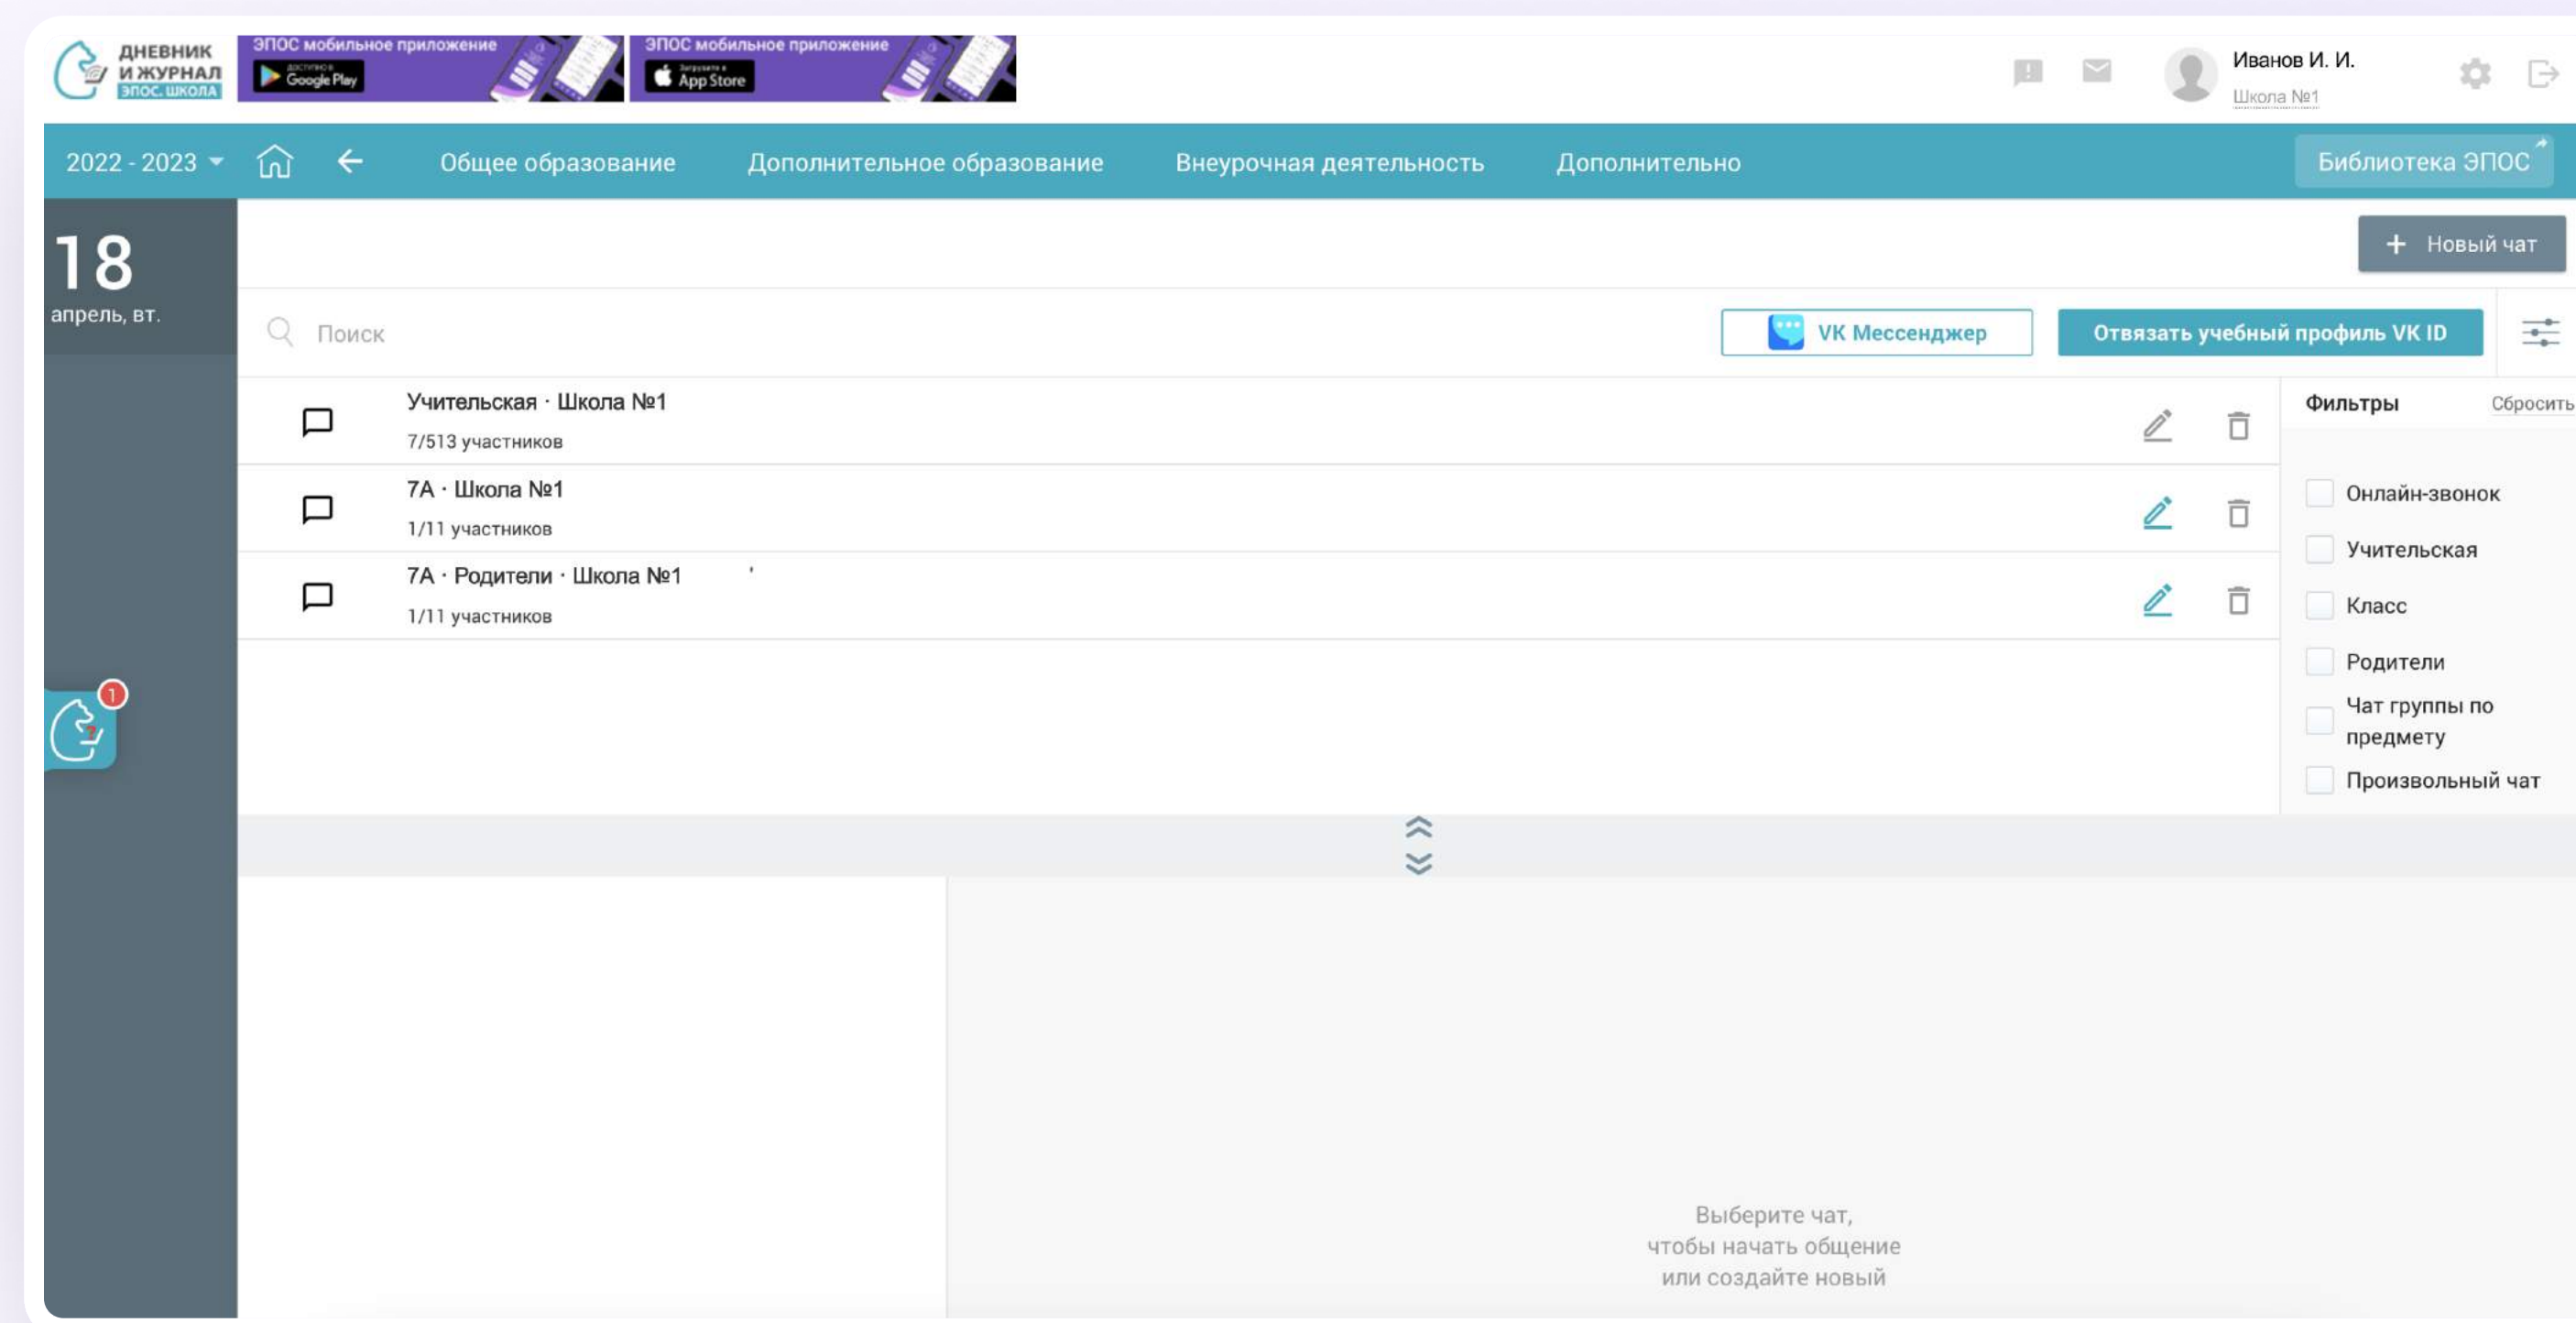 ДНЕВНИК
И ЖУРНАЛ
ЭПОС.ШКОЛА
ЭПОС мобильное приложение
ДОСТУПНО В
Google Play
ЭПОС мобильное приложение
Загрузите в
App Store
Иванов И. И.
Школа №1
2022 - 2023
Общее образование
Дополнительное образование
Внеурочная деятельность
Дополнительно
Библиотека ЭПОС
18
апрель, вт.
+ Новый чат
Поиск
VK Мессенджер
Отвязать учебный профиль VK ID
Учительская · Школа №1
7/513 участников
7А · Школа №1
1/11 участников
7А · Родители · Школа №1 '
1/11 участников
Фильтры
Сбросить
Онлайн-звонок
Учительская
Класс
Родители
Чат группы по
предмету
Произвольный чат
1
?
Выберите чат,
чтобы начать общение
или создайте новый